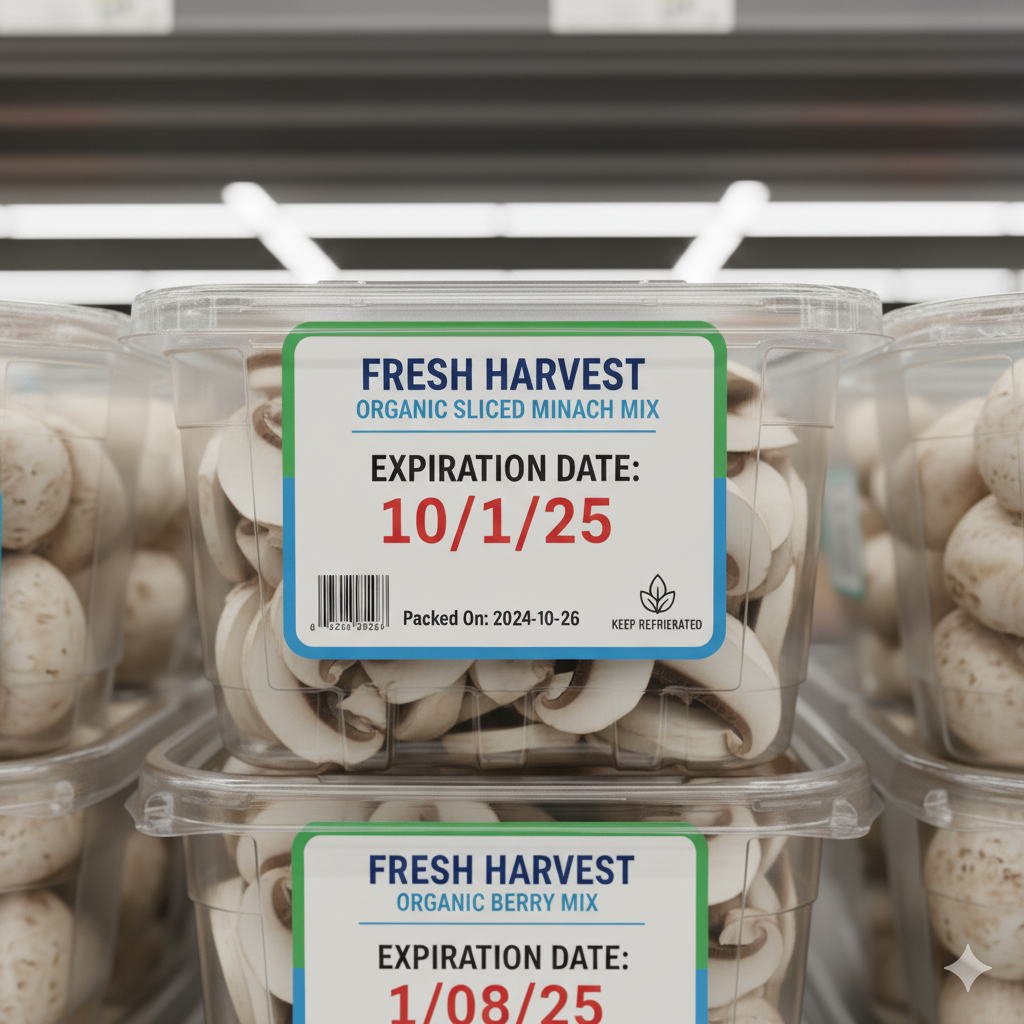 FRESH HARVEST
ORGANIC SLICED MINACH MIX
EXPIRATION DATE:
10/1/25
Packed On: 2024-10-26
KEEP REFRIERATED
FRESH HARVEST
ORGANIC BERRY MIX
EXPIRATION DATE:
1/08/25